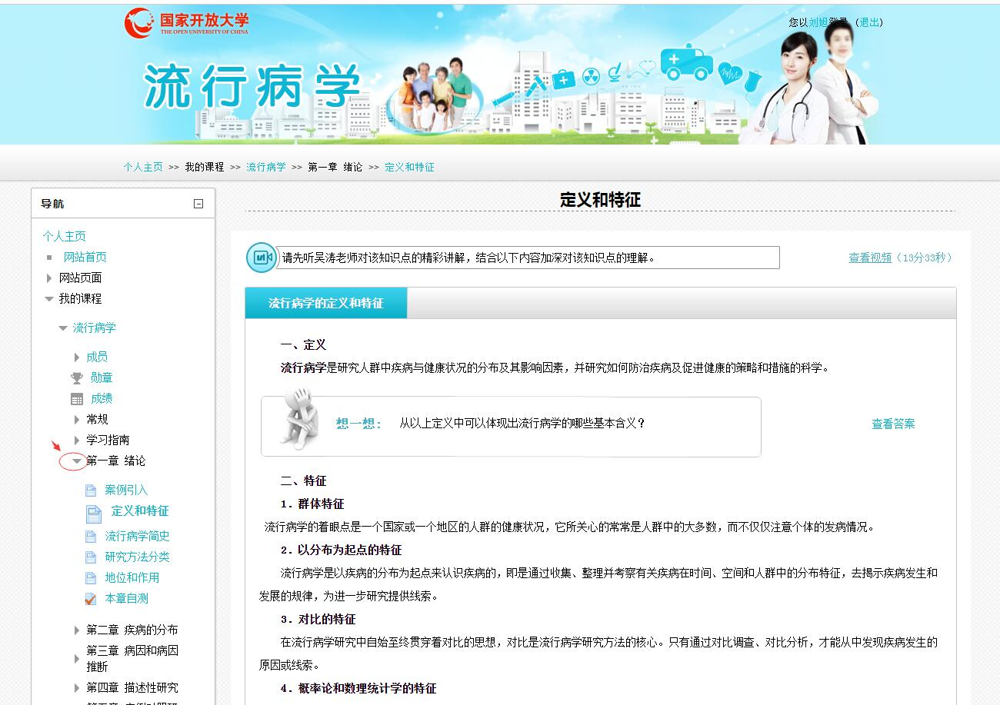 国家开放大学
THE OPEN UNIVERSITY OF CHINA
您以刘旭登录 (退出)
流行病学
个人主页 >> 我的课程 >> 流行病学 >> 第一章 绪论 >> 定义和特征
导航
个人主页
网站首页
网站页面
我的课程
流行病学
成员
勋章
成绩
常规
学习指南
第一章 绪论
案例引入
定义和特征
流行病学简史
研究方法分类
地位和作用
本章自测
第二章 疾病的分布
第三章 病因和病因
推断
第四章 描述性研究
定义和特征
请先听吴涛老师对该知识点的精彩讲解，结合以下内容加深对该知识点的理解。
查看视频（13分33秒）
流行病学的定义和特征
一、定义
流行病学是研究人群中疾病与健康状况的分布及其影响因素，并研究如何防治疾病及促进健康的策略和措施的科学。
想一想： 从以上定义中可以体现出流行病学的哪些基本含义？
查看答案
二、特征
1．群体特征
流行病学的着眼点是一个国家或一个地区的人群的健康状况，它所关心的常常是人群中的大多数，而不仅仅注意个体的发病情况。
2．以分布为起点的特征
流行病学是以疾病的分布为起点来认识疾病的，即是通过收集、整理并考察有关疾病在时间、空间和人群中的分布特征，去揭示疾病发生和
发展的规律，为进一步研究提供线索。
3．对比的特征
在流行病学研究中自始至终贯穿着对比的思想，对比是流行病学研究方法的核心。只有通过对比调查、对比分析，才能从中发现疾病发生的
原因或线索。
4．概率论和数理统计学的特征